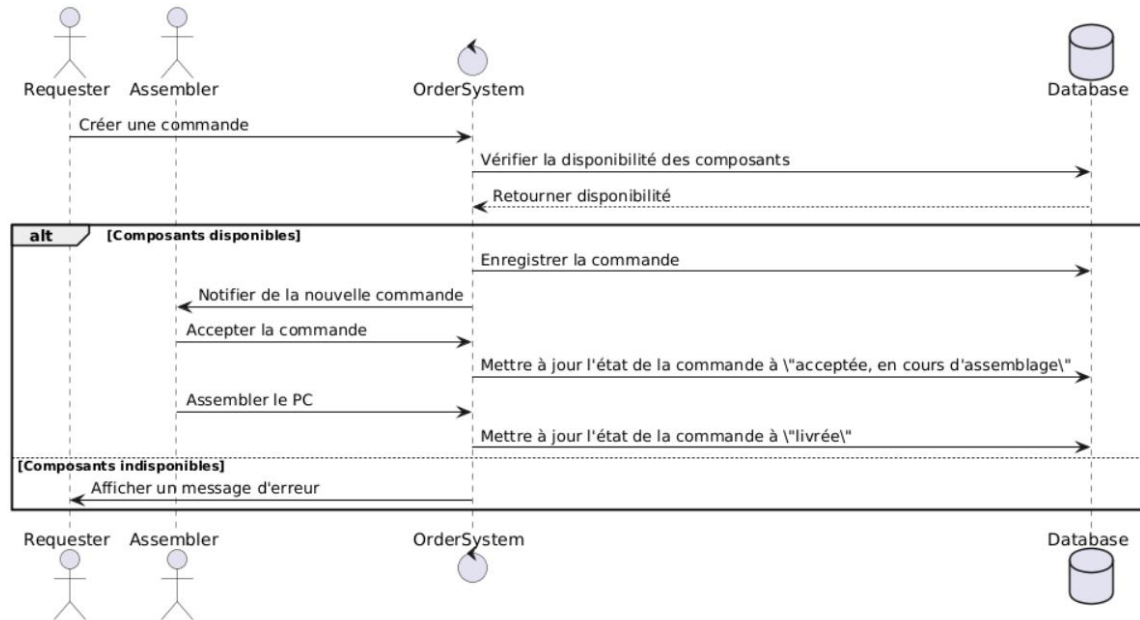 Requester Assembler OrderSystem Database
Créer une commande
Vérifier la disponibilité des composants
Retourner disponibilité
alt [Composants disponibles]
Enregistrer la commande
Notifier de la nouvelle commande
Accepter la commande
Mettre à jour l'état de la commande à \"acceptée, en cours d'assemblage\"
Assembler le PC
Mettre à jour l'état de la commande à \"livrée\"
[Composants indisponibles]
Afficher un message d'erreur
Requester Assembler OrderSystem Database